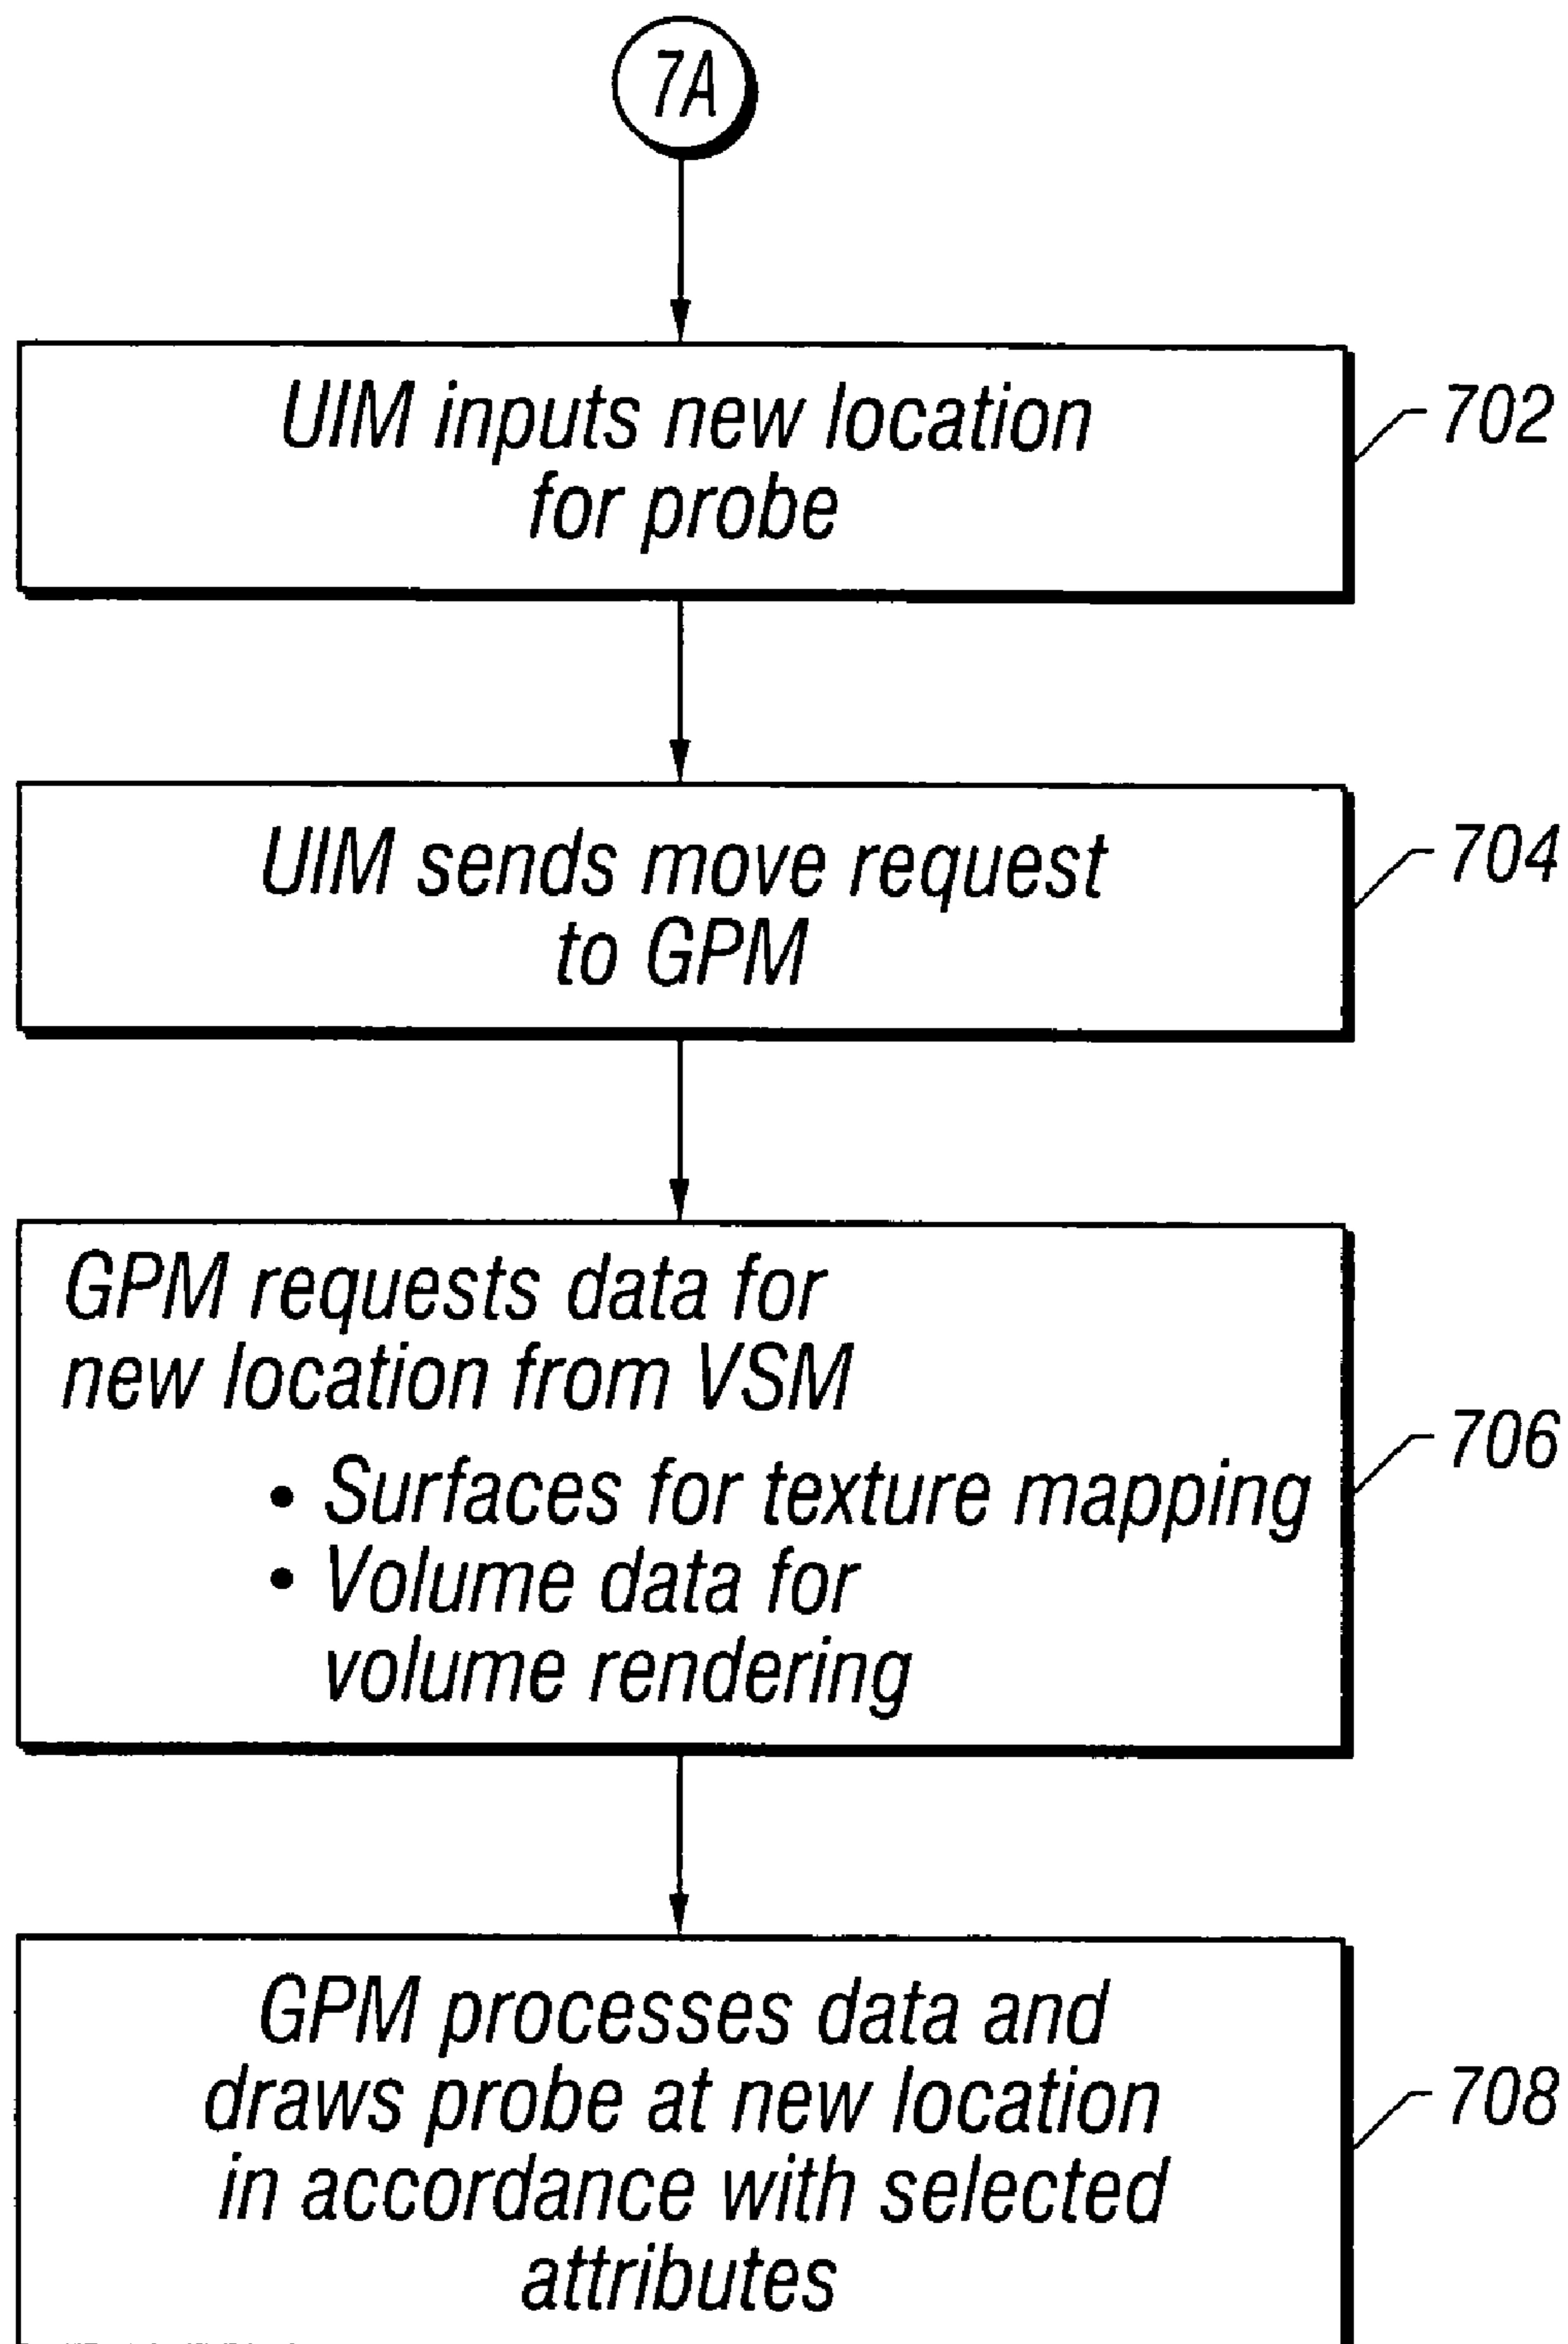 7A
UIM inputs new location
for probe
702
UIM sends move request
to GPM
704
GPM requests data for
new location from VSM
• Surfaces for texture mapping
• Volume data for
volume rendering
706
GPM processes data and
draws probe at new location
in accordance with selected
attributes
708